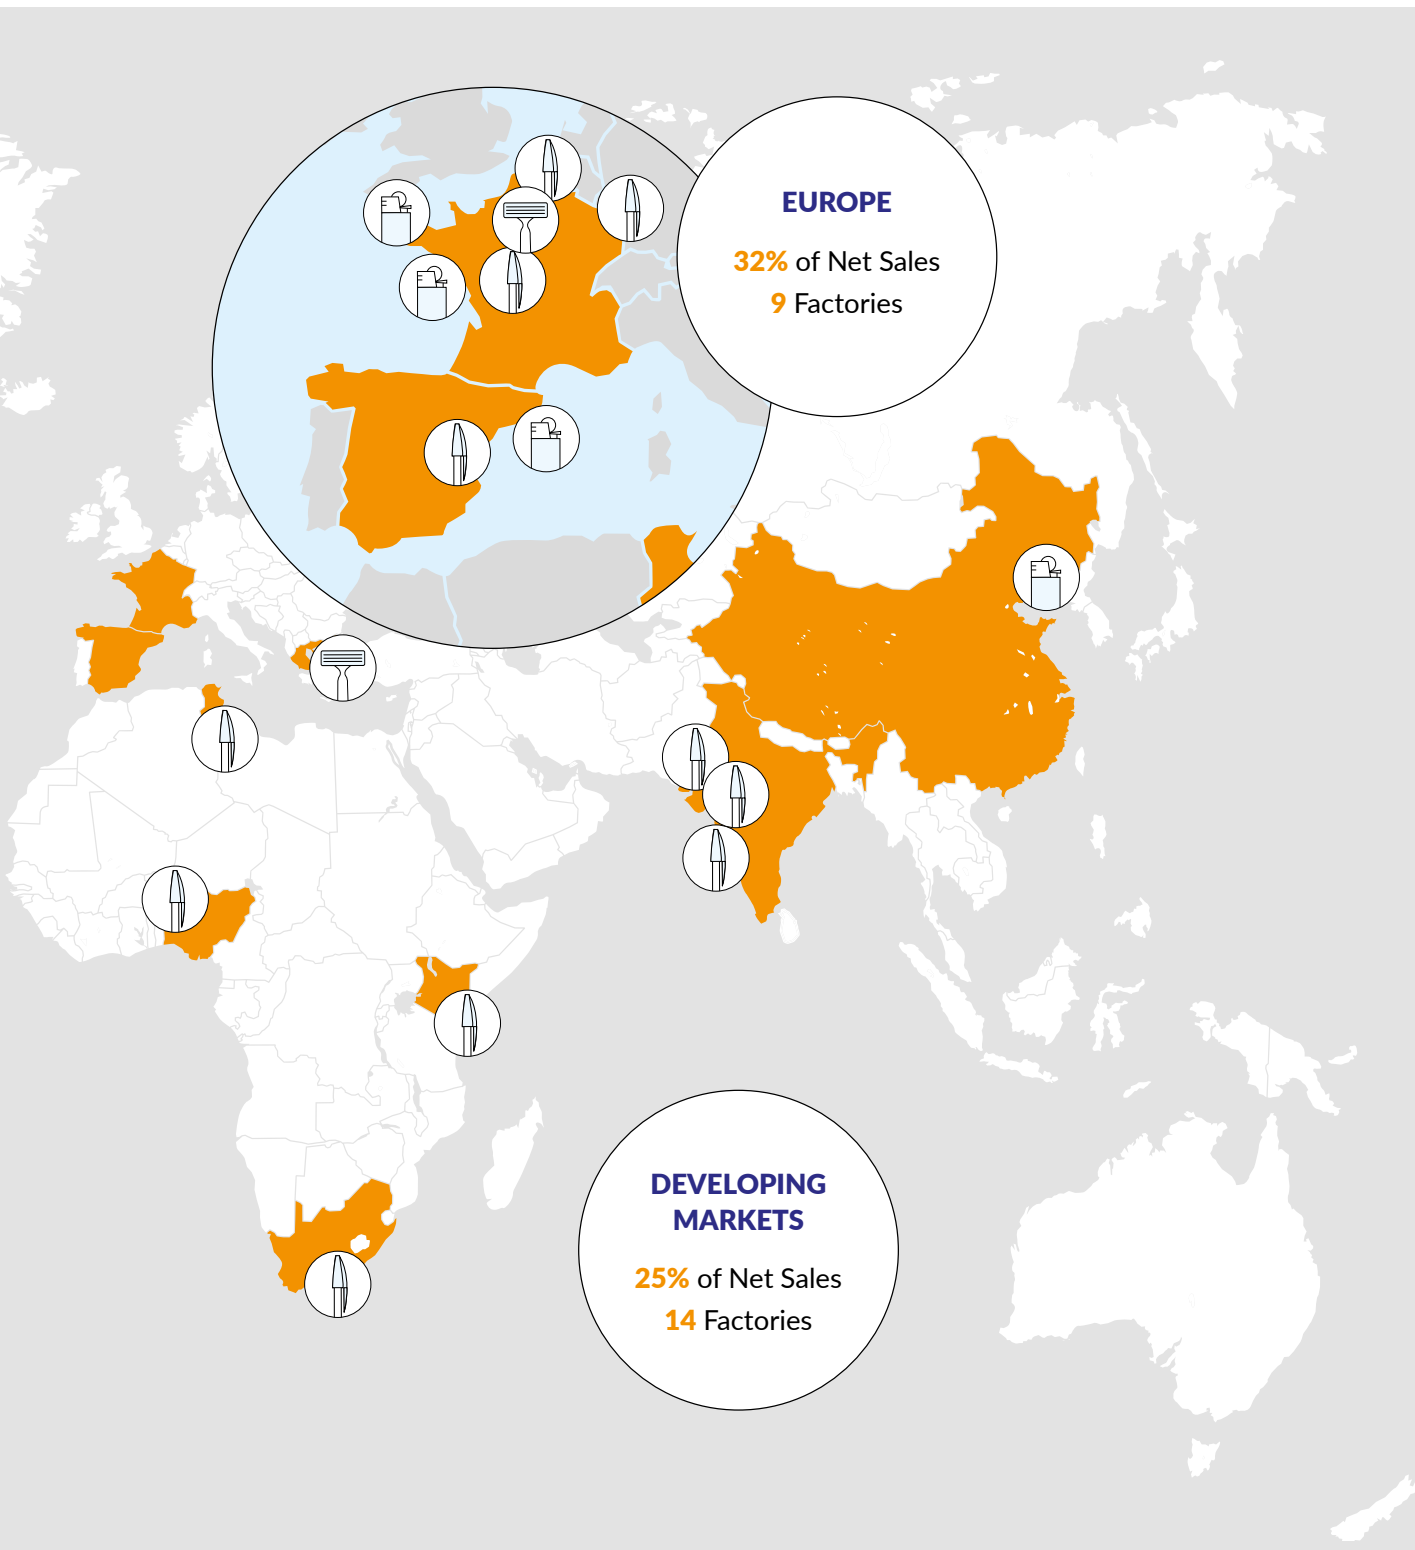 EUROPE
32% of Net Sales
9 Factories
DEVELOPING
MARKETS
25% of Net Sales
14 Factories